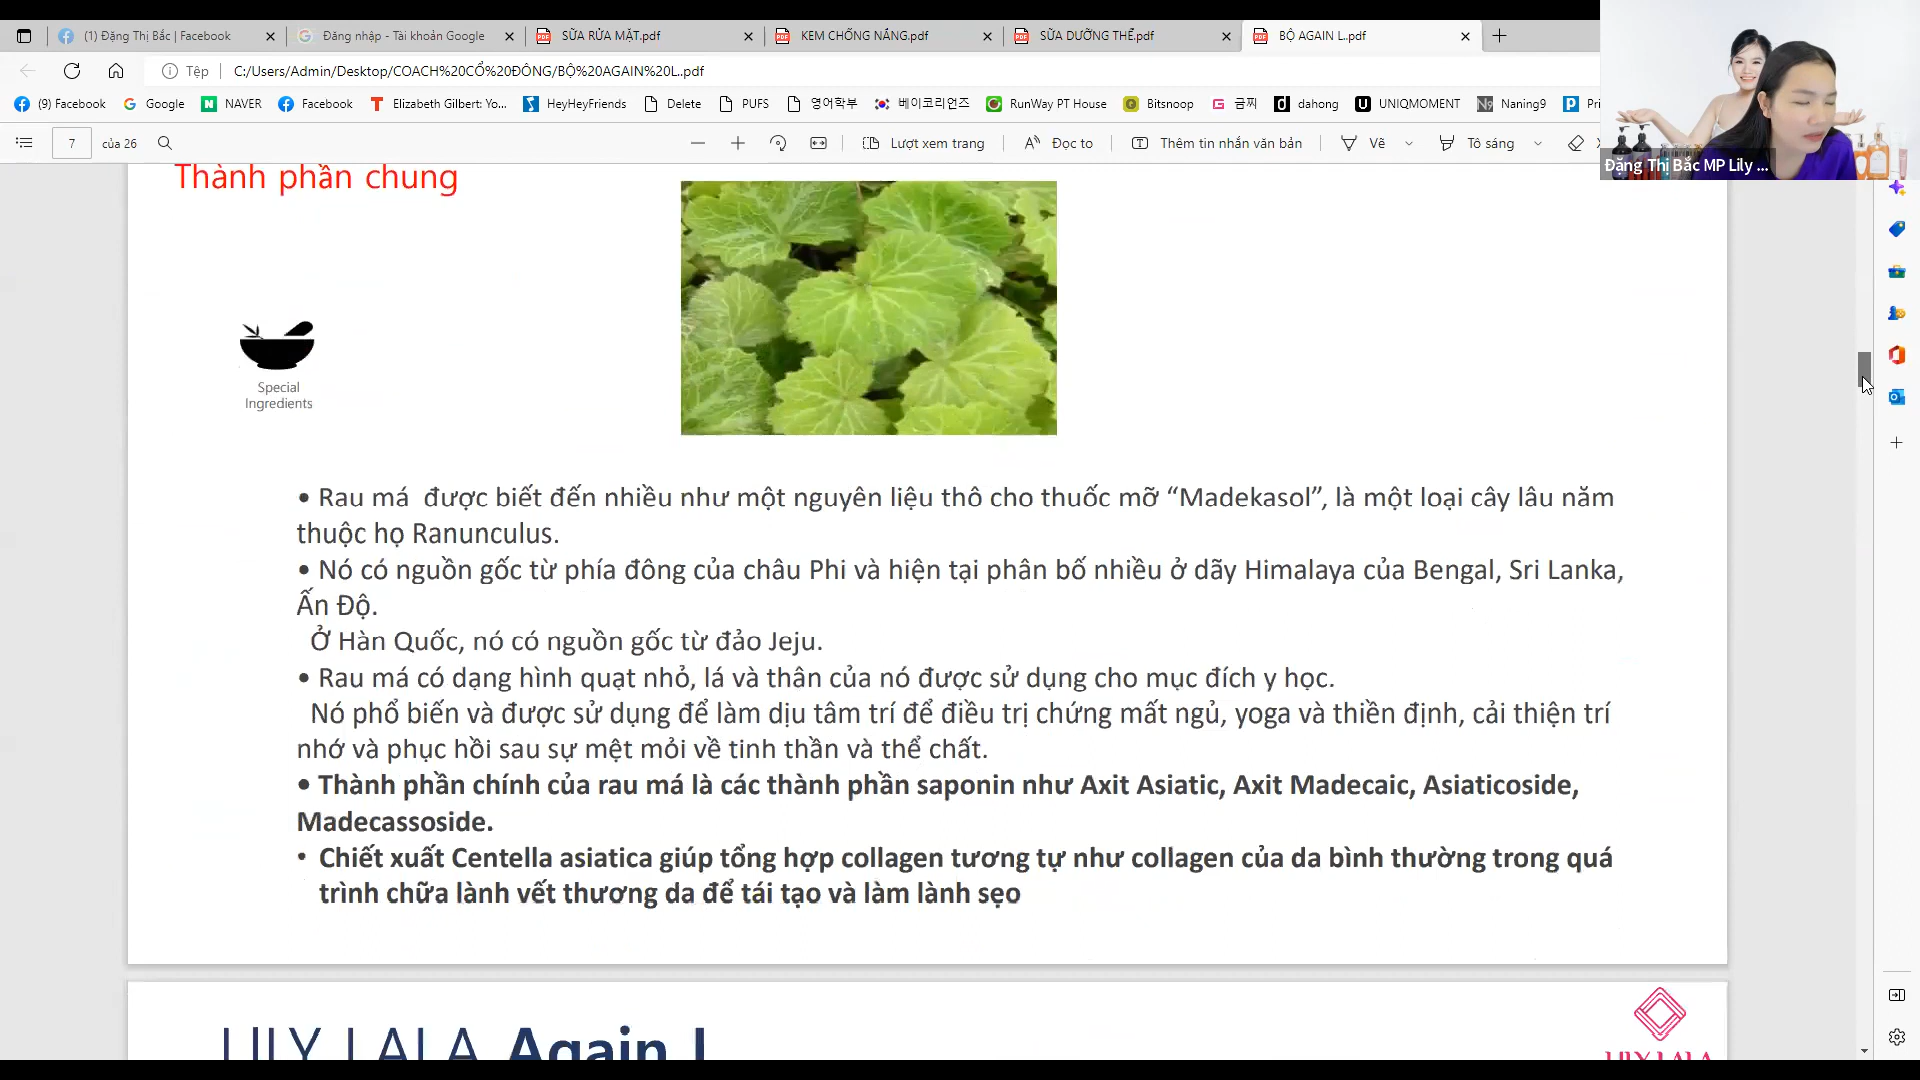 (1) Đặng Thị Bắc | Facebook
Đăng nhập - Tài khoản Google
SỮA RỬA MẶT.pdf
KEM CHỐNG NẮNG.pdf
SỮA DƯỠNG THỂ.pdf
BỘ AGAIN L..pdf
Tệp
C:/Users/Admin/Desktop/COACH%20CỔ%20ĐÔNG/BỘ%20AGAIN%20L..pdf
(9) Facebook
Google
NAVER
Facebook
Elizabeth Gilbert: Yo...
HeyHeyFriends
Delete
PUFS
영어학부
베이코리언즈
RunWay PT House
Bitsnoop
금찌
dahong
UNIQMOMENT
Naning9
Pri
7
của 26
Lượt xem trang
Đọc to
Thêm tin nhắn văn bản
Vẽ
Tô sáng
Đặng Thị Bắc MP Lily ...
Thành phần chung
Special
Ingredients
• Rau má được biết đến nhiều như một nguyên liệu thô cho thuốc mỡ “Madekasol”, là một loại cây lâu năm
thuộc họ Ranunculus.
• Nó có nguồn gốc từ phía đông của châu Phi và hiện tại phân bố nhiều ở dãy Himalaya của Bengal, Sri Lanka,
Ấn Độ.
Ở Hàn Quốc, nó có nguồn gốc từ đảo Jeju.
• Rau má có dạng hình quạt nhỏ, lá và thân của nó được sử dụng cho mục đích y học.
Nó phổ biến và được sử dụng để làm dịu tâm trí để điều trị chứng mất ngủ, yoga và thiền định, cải thiện trí
nhớ và phục hồi sau sự mệt mỏi về tinh thần và thể chất.
• Thành phần chính của rau má là các thành phần saponin như Axit Asiatic, Axit Madecaic, Asiaticoside,
Madecassoside.
• Chiết xuất Centella asiatica giúp tổng hợp collagen tương tự như collagen của da bình thường trong quá
trình chữa lành vết thương da để tái tạo và làm lành sẹo
LILY LALA Again L
LILY LALA